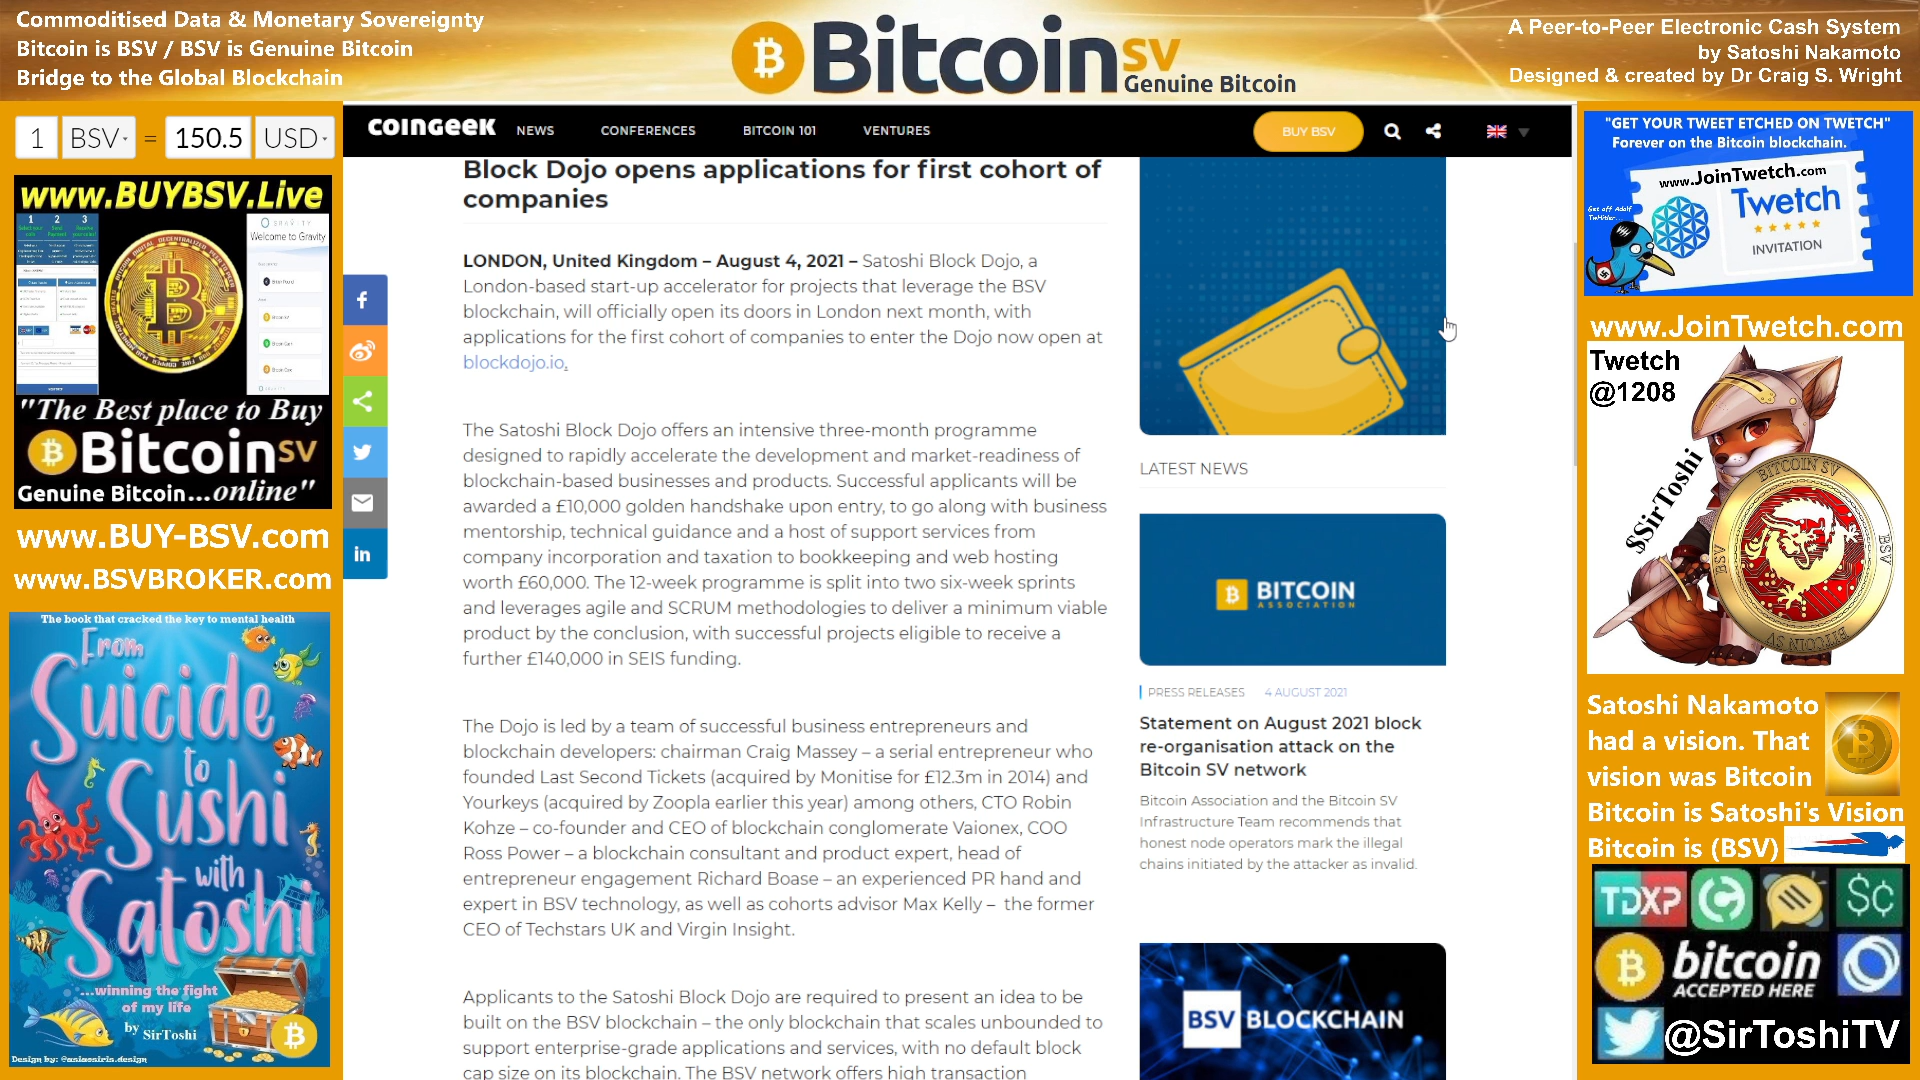 Commoditised Data & Monetary Sovereignty
Bitcoin is BSV / BSV is Genuine Bitcoin
Bridge to the Global Blockchain
BitcoinSV
Genuine Bitcoin
A Peer-to-Peer Electronic Cash System
by Satoshi Nakamoto
Designed & created by Dr Craig S. Wright
1 BSV = 150.5 USD
www.BUYBSV.Live
1 2 3
GRAVITY
Welcome to Gravity
"The Best place to Buy
BitcoinSV
Genuine Bitcoin...online"
www.BUY-BSV.com
www.BSVBROKER.com
The book that cracked the key to mental health
From
Suicide
to
Sushi
with
Satoshi
...winning the fight
of my life
by SirToshi
Design by: @asiaosiris.design
COINGEEK NEWS CONFERENCES BITCOIN 101 VENTURES BUY BSV
Block Dojo opens applications for first cohort of
companies
LONDON, United Kingdom – August 4, 2021 – Satoshi Block Dojo, a
London-based start-up accelerator for projects that leverage the BSV
blockchain, will officially open its doors in London next month, with
applications for the first cohort of companies to enter the Dojo now open at
blockdojo.io.
The Satoshi Block Dojo offers an intensive three-month programme
designed to rapidly accelerate the development and market-readiness of
blockchain-based businesses and products. Successful applicants will be
awarded a £10,000 golden handshake upon entry, to go along with business
mentorship, technical guidance and a host of support services from
company incorporation and taxation to bookkeeping and web hosting
worth £60,000. The 12-week programme is split into two six-week sprints
and leverages agile and SCRUM methodologies to deliver a minimum viable
product by the conclusion, with successful projects eligible to receive a
further £140,000 in SEIS funding.
The Dojo is led by a team of successful business entrepreneurs and
blockchain developers: chairman Craig Massey – a serial entrepreneur who
founded Last Second Tickets (acquired by Monitise for £12.3m in 2014) and
Yourkeys (acquired by Zoopla earlier this year) among others, CTO Robin
Kohze – co-founder and CEO of blockchain conglomerate Vaionex, COO
Ross Power – a blockchain consultant and product expert, head of
entrepreneur engagement Richard Boase – an experienced PR hand and
expert in BSV technology, as well as cohorts advisor Max Kelly – the former
CEO of Techstars UK and Virgin Insight.
Applicants to the Satoshi Block Dojo are required to present an idea to be
built on the BSV blockchain – the only blockchain that scales unbounded to
support enterprise-grade applications and services, with no default block
cap size on its blockchain. The BSV network offers high transaction
LATEST NEWS
BITCOIN
ASSOCIATION
PRESS RELEASES 4 AUGUST 2021
Statement on August 2021 block
re-organisation attack on the
Bitcoin SV network
Bitcoin Association and the Bitcoin SV
Infrastructure Team recommends that
honest node operators mark the illegal
chains initiated by the attacker as invalid.
BSV BLOCKCHAIN
"GET YOUR TWEET ETCHED ON TWETCH"
Forever on the Bitcoin blockchain.
www.JoinTwetch.com
Twetch
INVITATION
Get off Adolf
TwHitler...
www.JoinTwetch.com
Twetch
@1208
$SirToshi
BITCOIN SV
BSV
BSV
BITCOIN SV
Satoshi Nakamoto
had a vision. That
vision was Bitcoin
Bitcoin is Satoshi's Vision
Bitcoin is (BSV)
TDXP
$¢
bitcoin
ACCEPTED HERE
@SirToshiTV